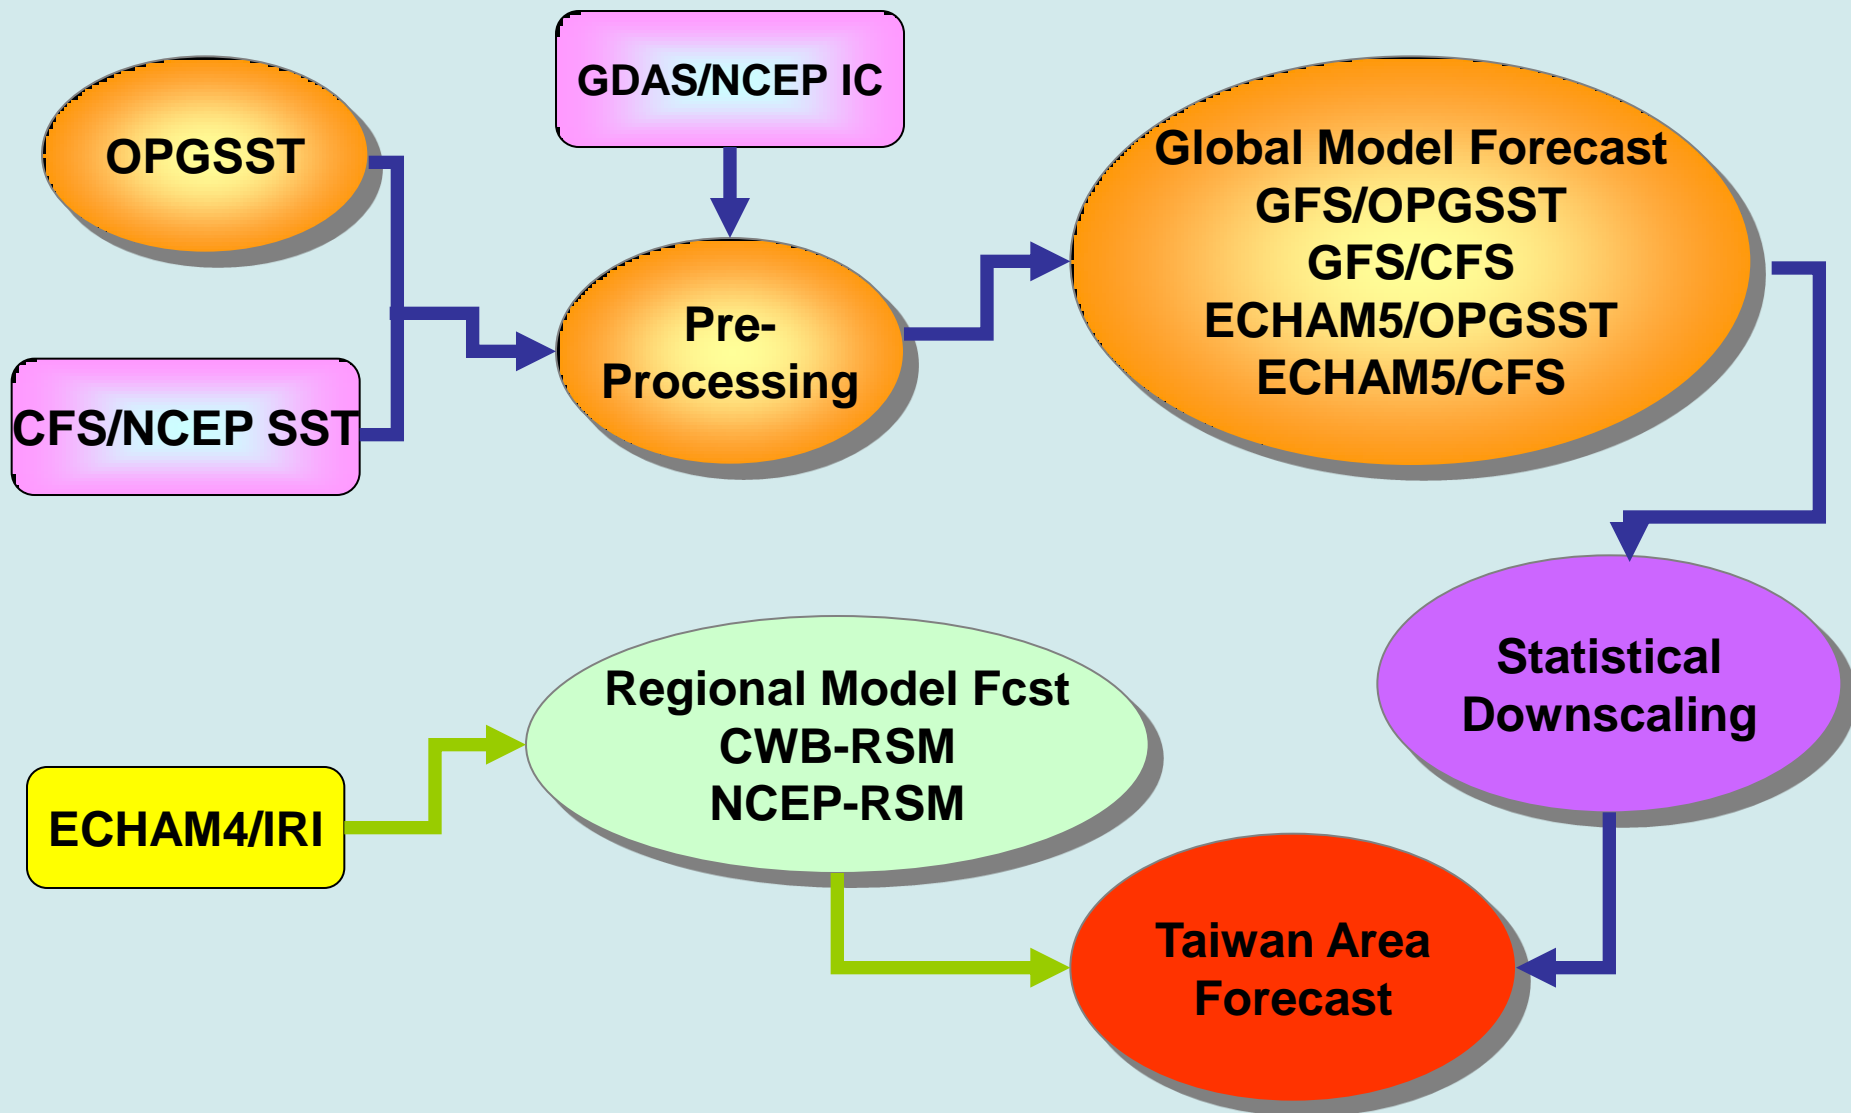 OPGSST
GDAS/NCEP IC
CFS/NCEP SST
Pre-
Processing
Global Model Forecast
GFS/OPGSST
GFS/CFS
ECHAM5/OPGSST
ECHAM5/CFS
Statistical
Downscaling
ECHAM4/IRI
Regional Model Fcst
CWB-RSM
NCEP-RSM
Taiwan Area
Forecast